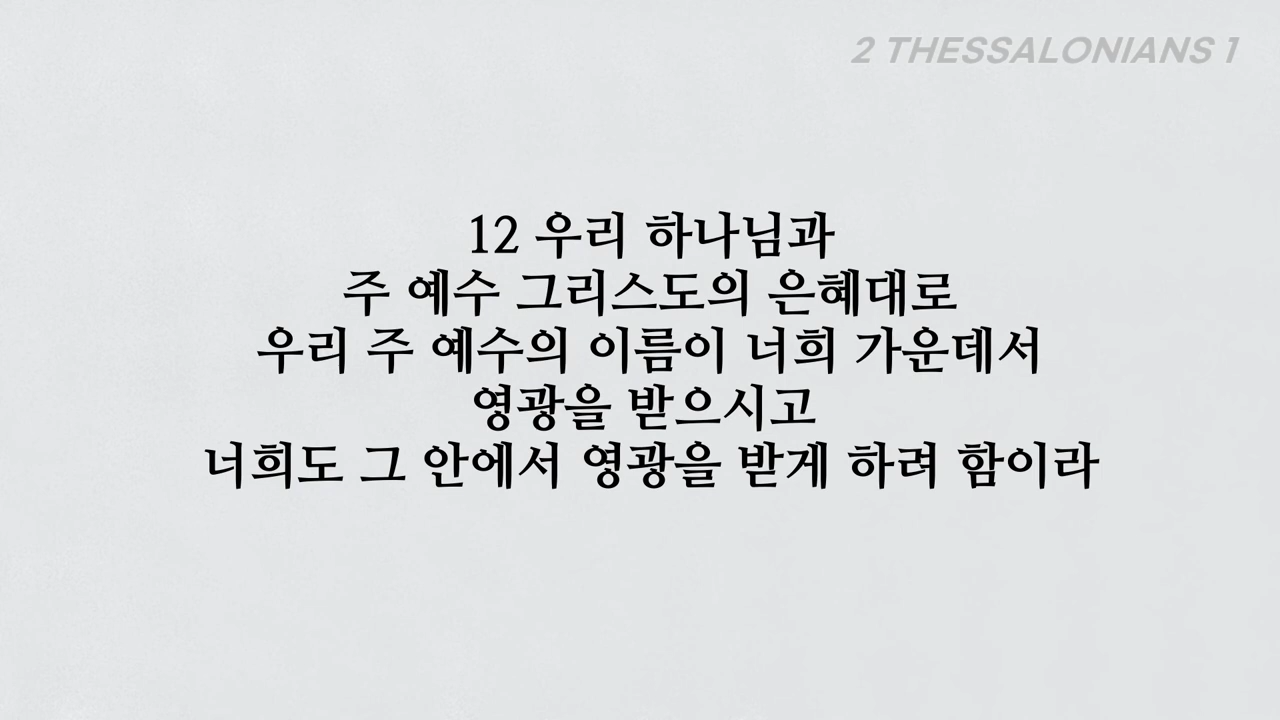 2 THESSALONIANS 1
12 우리 하나님과
주 예수 그리스도의 은혜대로
우리 주 예수의 이름이 너희 가운데서
영광을 받으시고
너희도 그 안에서 영광을 받게 하려 함이라